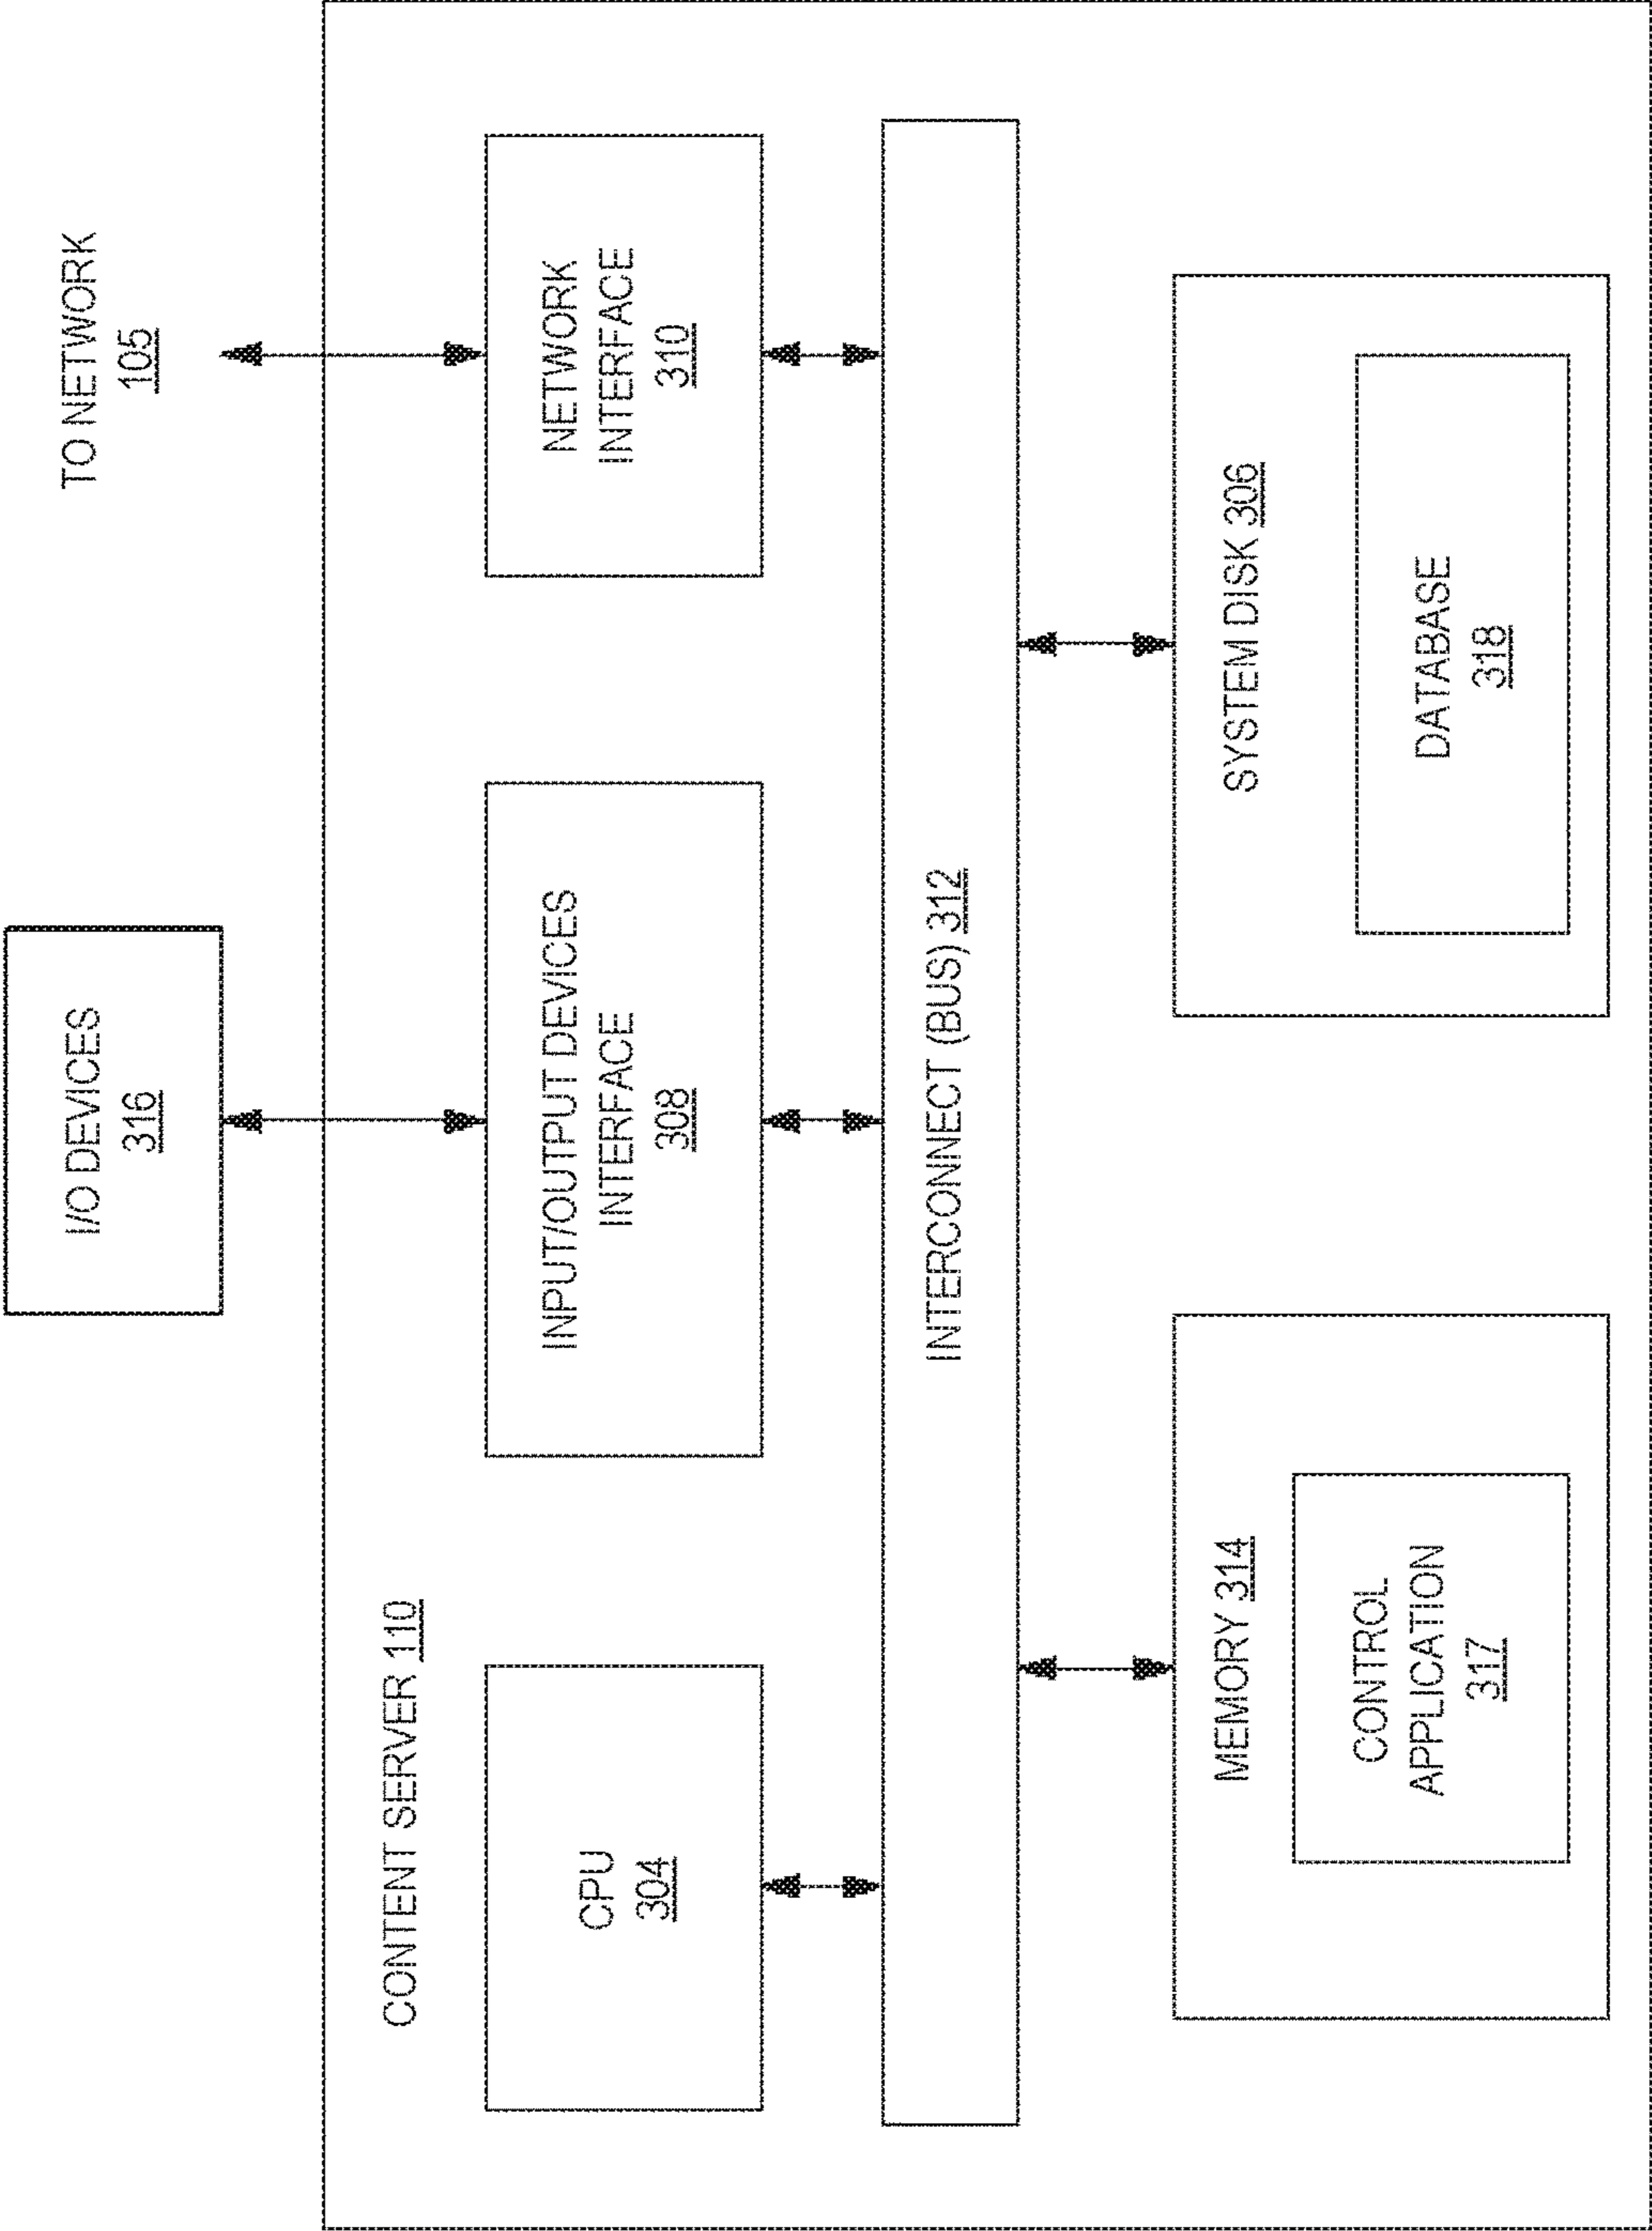 I/O DEVICES
316
TO NETWORK
105
CONTENT SERVER 110
CPU
304
INPUT/OUTPUT DEVICES
INTERFACE
308
NETWORK
INTERFACE
310
INTERCONNECT (BUS) 312
MEMORY 314
CONTROL
APPLICATION
317
SYSTEM DISK 306
DATABASE
318